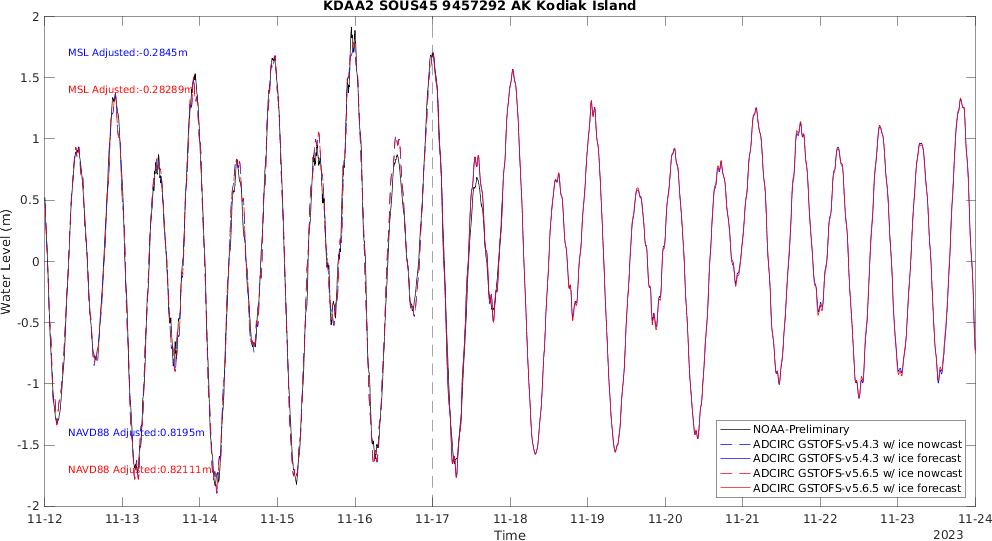 KDAA2 SOUS45 9457292 AK Kodiak Island
2
1.5
1
0.5
0
-0.5
-1
-1.5
-2
Water Level (m)
MSL Adjusted:-0.2845m
MSL Adjusted:-0.28289m
NAVD88 Adjusted:0.8195m
NAVD88 Adjusted:0.82111m
NOAA-Preliminary
ADCIRC GSTOFS-v5.4.3 w/ ice nowcast
ADCIRC GSTOFS-v5.4.3 w/ ice forecast
ADCIRC GSTOFS-v5.6.5 w/ ice nowcast
ADCIRC GSTOFS-v5.6.5 w/ ice forecast
11-12 11-13 11-14 11-15 11-16 11-17 11-18 11-19 11-20 11-21 11-22 11-23 11-24
Time
2023